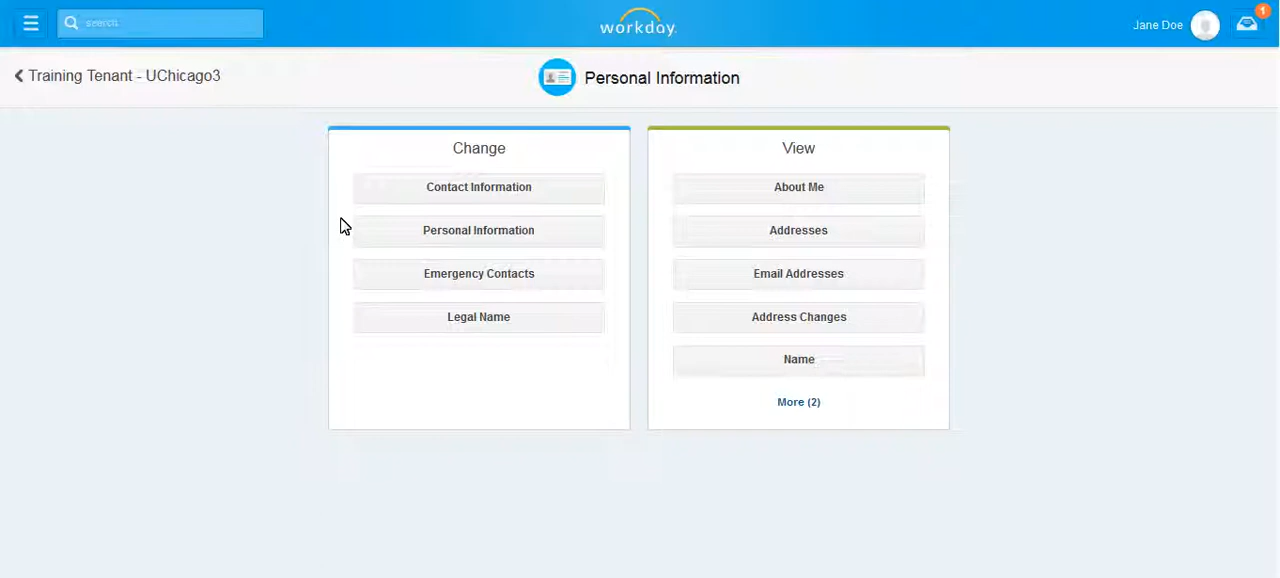 search
workday.
Jane Doe
1
Training Tenant - UChicago3
Personal Information
Change
Contact Information
Personal Information
Emergency Contacts
Legal Name
View
About Me
Addresses
Email Addresses
Address Changes
Name
More (2)